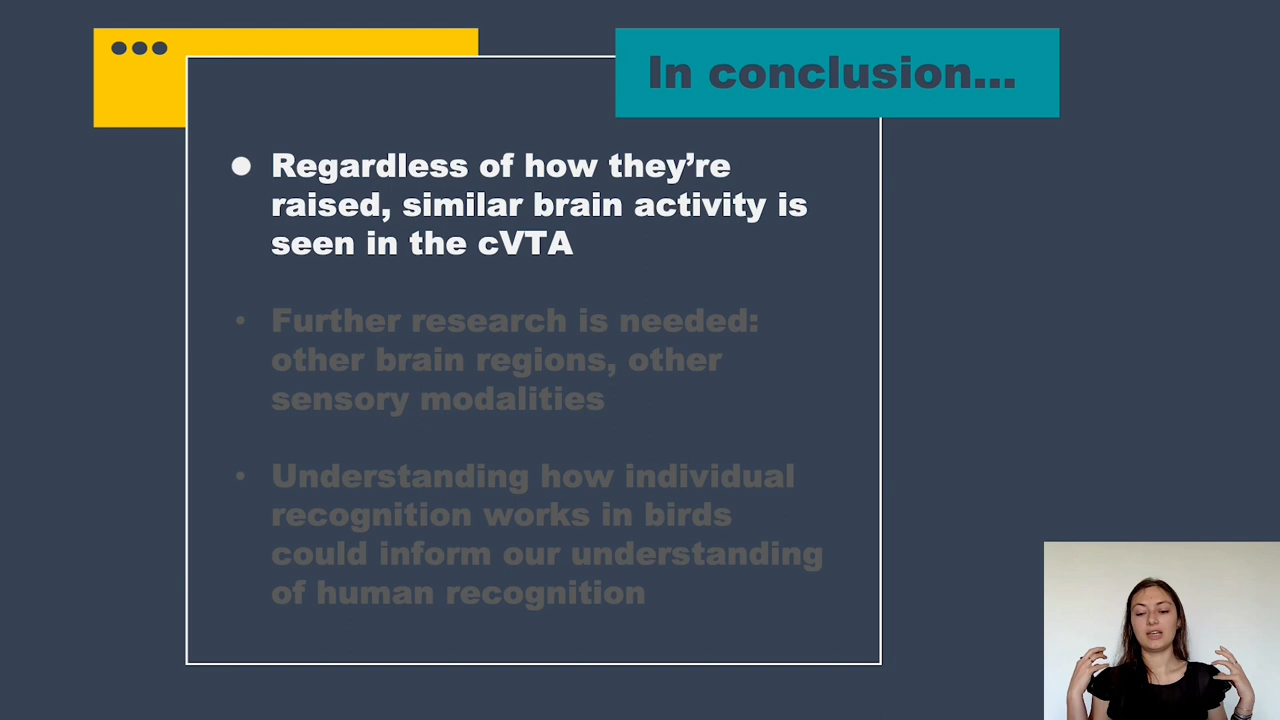 In conclusion...
Regardless of how they’re
raised, similar brain activity is
seen in the cVTA
Further research is needed:
other brain regions, other
sensory modalities
Understanding how individual
recognition works in birds
could inform our understanding
of human recognition